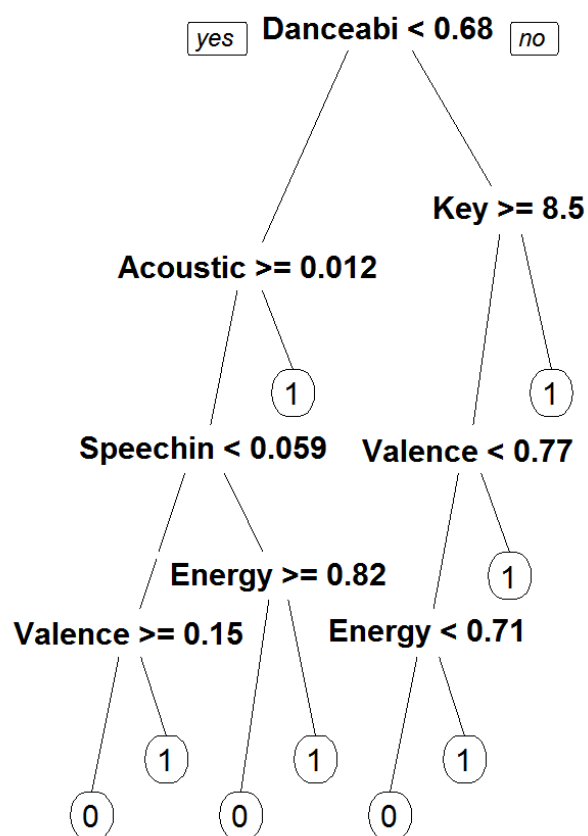 yes Danceabi < 0.68 no
Key >= 8.5
Acoustic >= 0.012
1 1
Speechin < 0.059 Valence < 0.77
Energy >= 0.82 1
Valence >= 0.15 Energy < 0.71
1 1 1
0 0 0